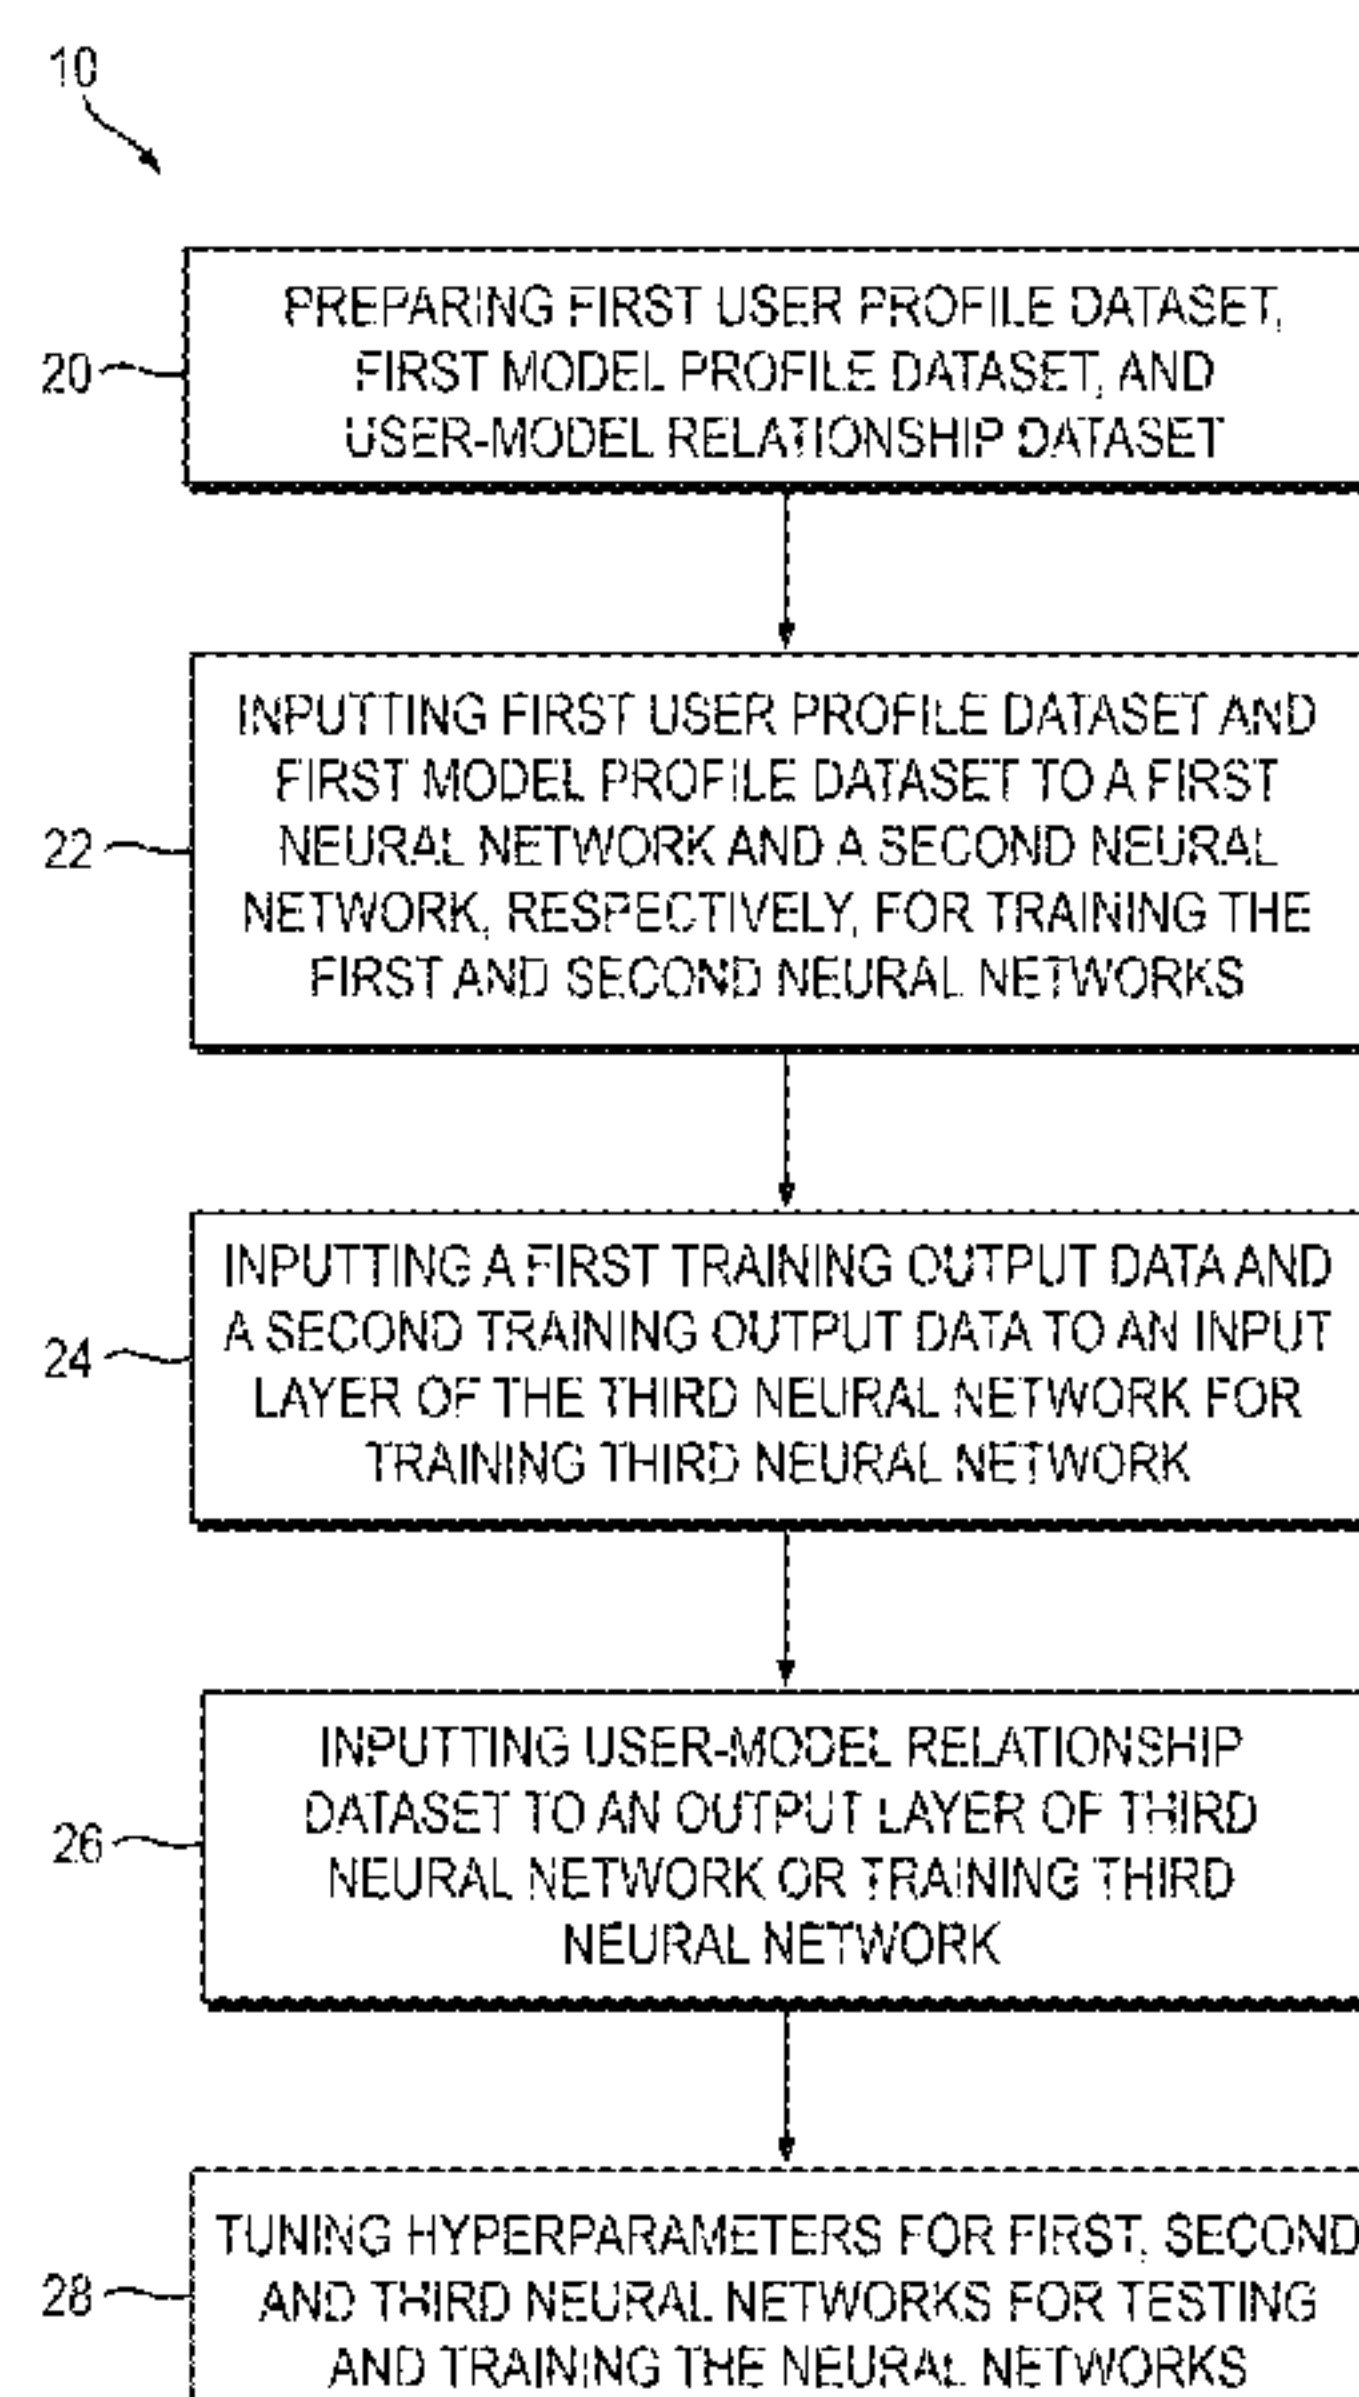 10
20
PREPARING FIRST USER PROFILE DATASET,
FIRST MODEL PROFILE DATASET, AND
USER-MODEL RELATIONSHIP DATASET
22
INPUTTING FIRST USER PROFILE DATASET AND
FIRST MODEL PROFILE DATASET TO A FIRST
NEURAL NETWORK AND A SECOND NEURAL
NETWORK, RESPECTIVELY, FOR TRAINING THE
FIRST AND SECOND NEURAL NETWORKS
24
INPUTTING A FIRST TRAINING OUTPUT DATA AND
A SECOND TRAINING OUTPUT DATA TO AN INPUT
LAYER OF THE THIRD NEURAL NETWORK FOR
TRAINING THIRD NEURAL NETWORK
26
INPUTTING USER-MODEL RELATIONSHIP
DATASET TO AN OUTPUT LAYER OF THIRD
NEURAL NETWORK OR TRAINING THIRD
NEURAL NETWORK
28
TUNING HYPERPARAMETERS FOR FIRST, SECOND
AND THIRD NEURAL NETWORKS FOR TESTING
AND TRAINING THE NEURAL NETWORKS